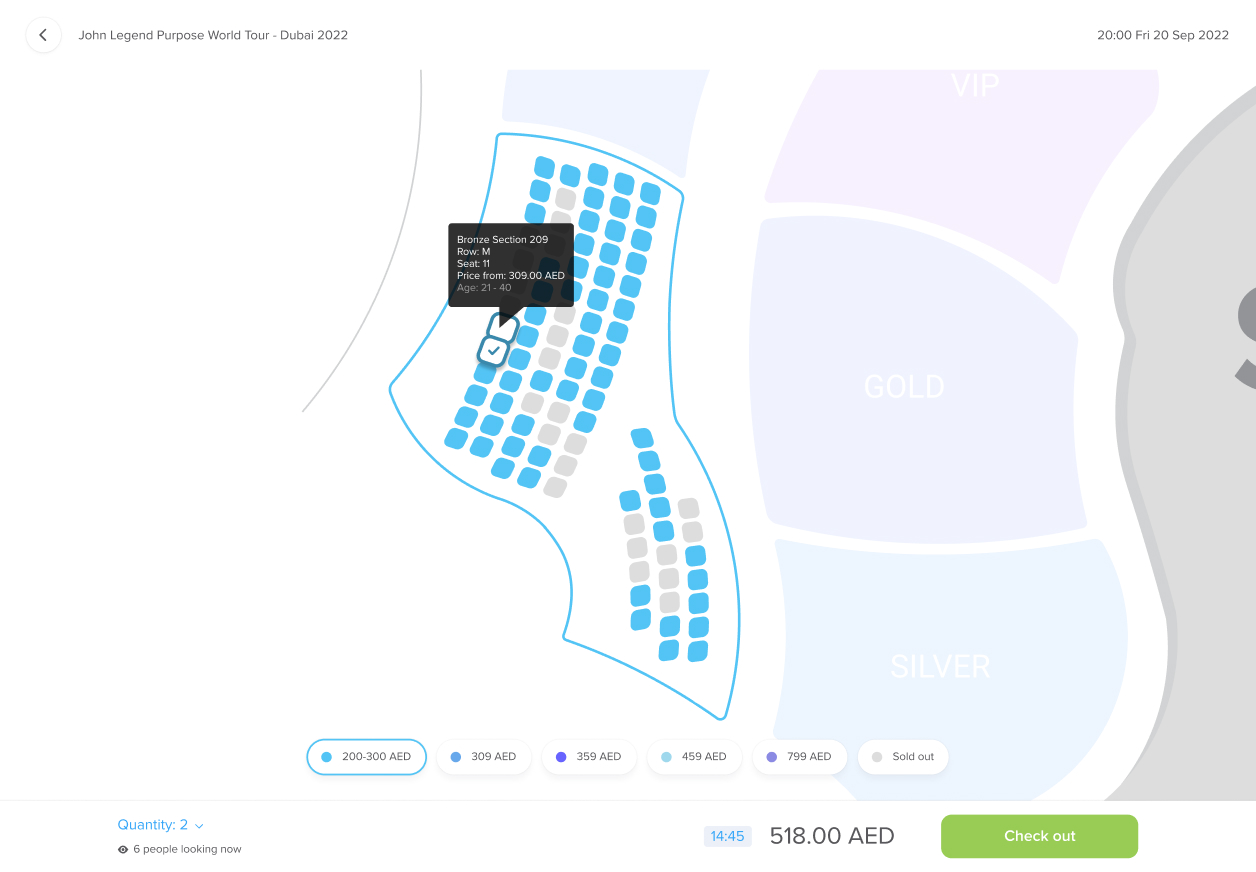 John Legend Purpose World Tour - Dubai 2022
20:00 Fri 20 Sep 2022
VIP
Bronze Section 209
Row: M
Seat: 11
Price from: 309.00 AED
Age: 21 - 40
GOLD
SILVER
200-300 AED
309 AED
359 AED
459 AED
799 AED
Sold out
Quantity: 2
14:45
518.00 AED
Check out
6 people looking now